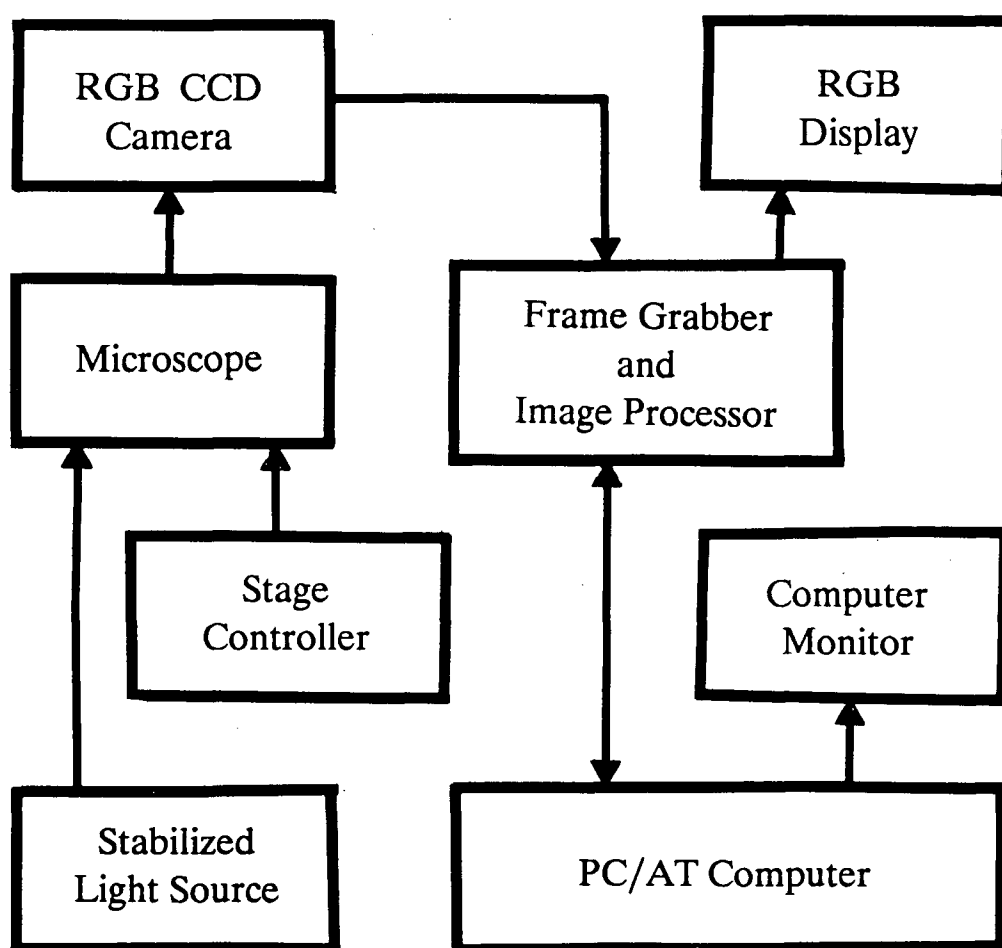 RGB CCD
Camera
RGB
Display
Microscope
Frame Grabber
and
Image Processor
Stage
Controller
Computer
Monitor
Stabilized
Light Source
PC/AT Computer